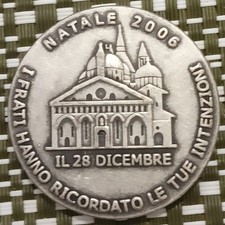 NATALE 2006
IL 28 DICEMBRE
I FRATI HANNO RICORDATO LE TUE INTENZIONI